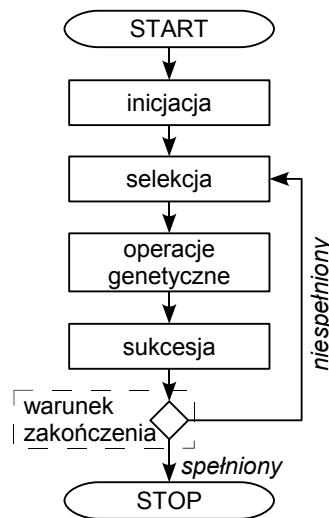 START
inicjacja
selekcja
operacje
genetyczne
sukcesja
niespełniony
warunek
zakończenia
spełniony
STOP